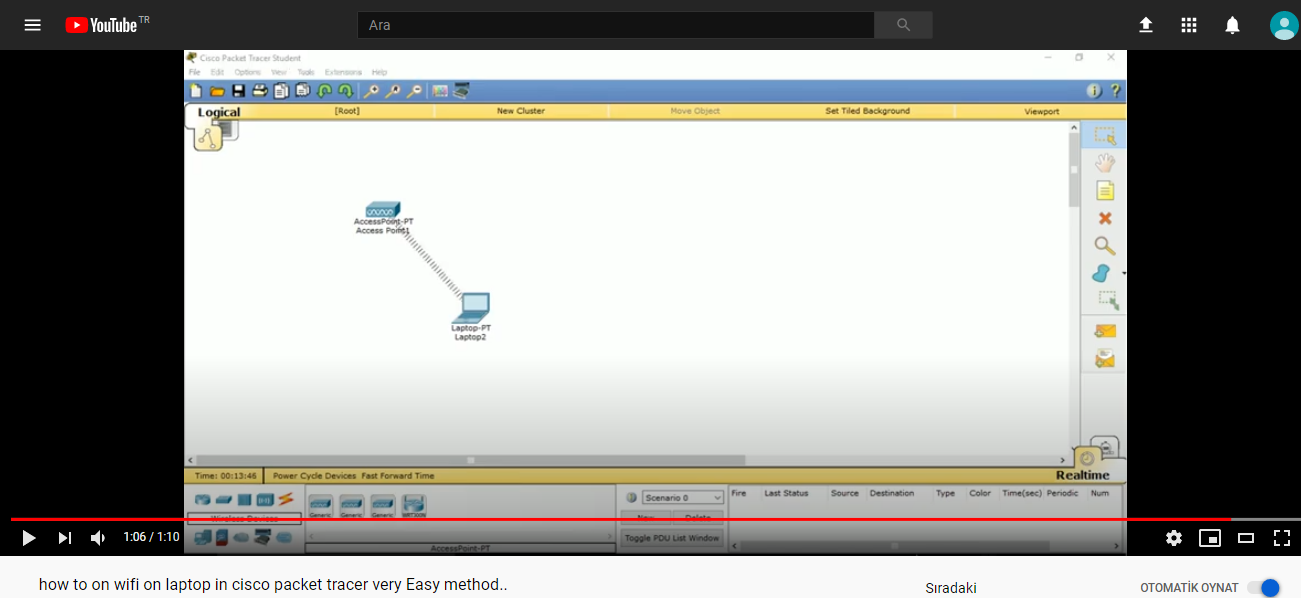 YouTube TR
Ara
Cisco Packet Tracer Student
File Edit Options View Tools Extensions Help
Logical
[Root] New Cluster Move Object Set Tiled Background Viewport
AccessPoint-PT
Access Point1
Laptop-PT
Laptop2
Time: 00:13:46 Power Cycle Devices Fast Forward Time
Realtime
Scenario 0
Fire Last Status Source Destination Type Color Time(sec) Periodic Num
Generic Generic Generic WRT300N
Wireless Devices
New Delete
Toggle PDU List Window
AccessPoint-PT
1:06 / 1:10
how to on wifi on laptop in cisco packet tracer very Easy method..
Sıradaki
OTOMATİK OYNAT